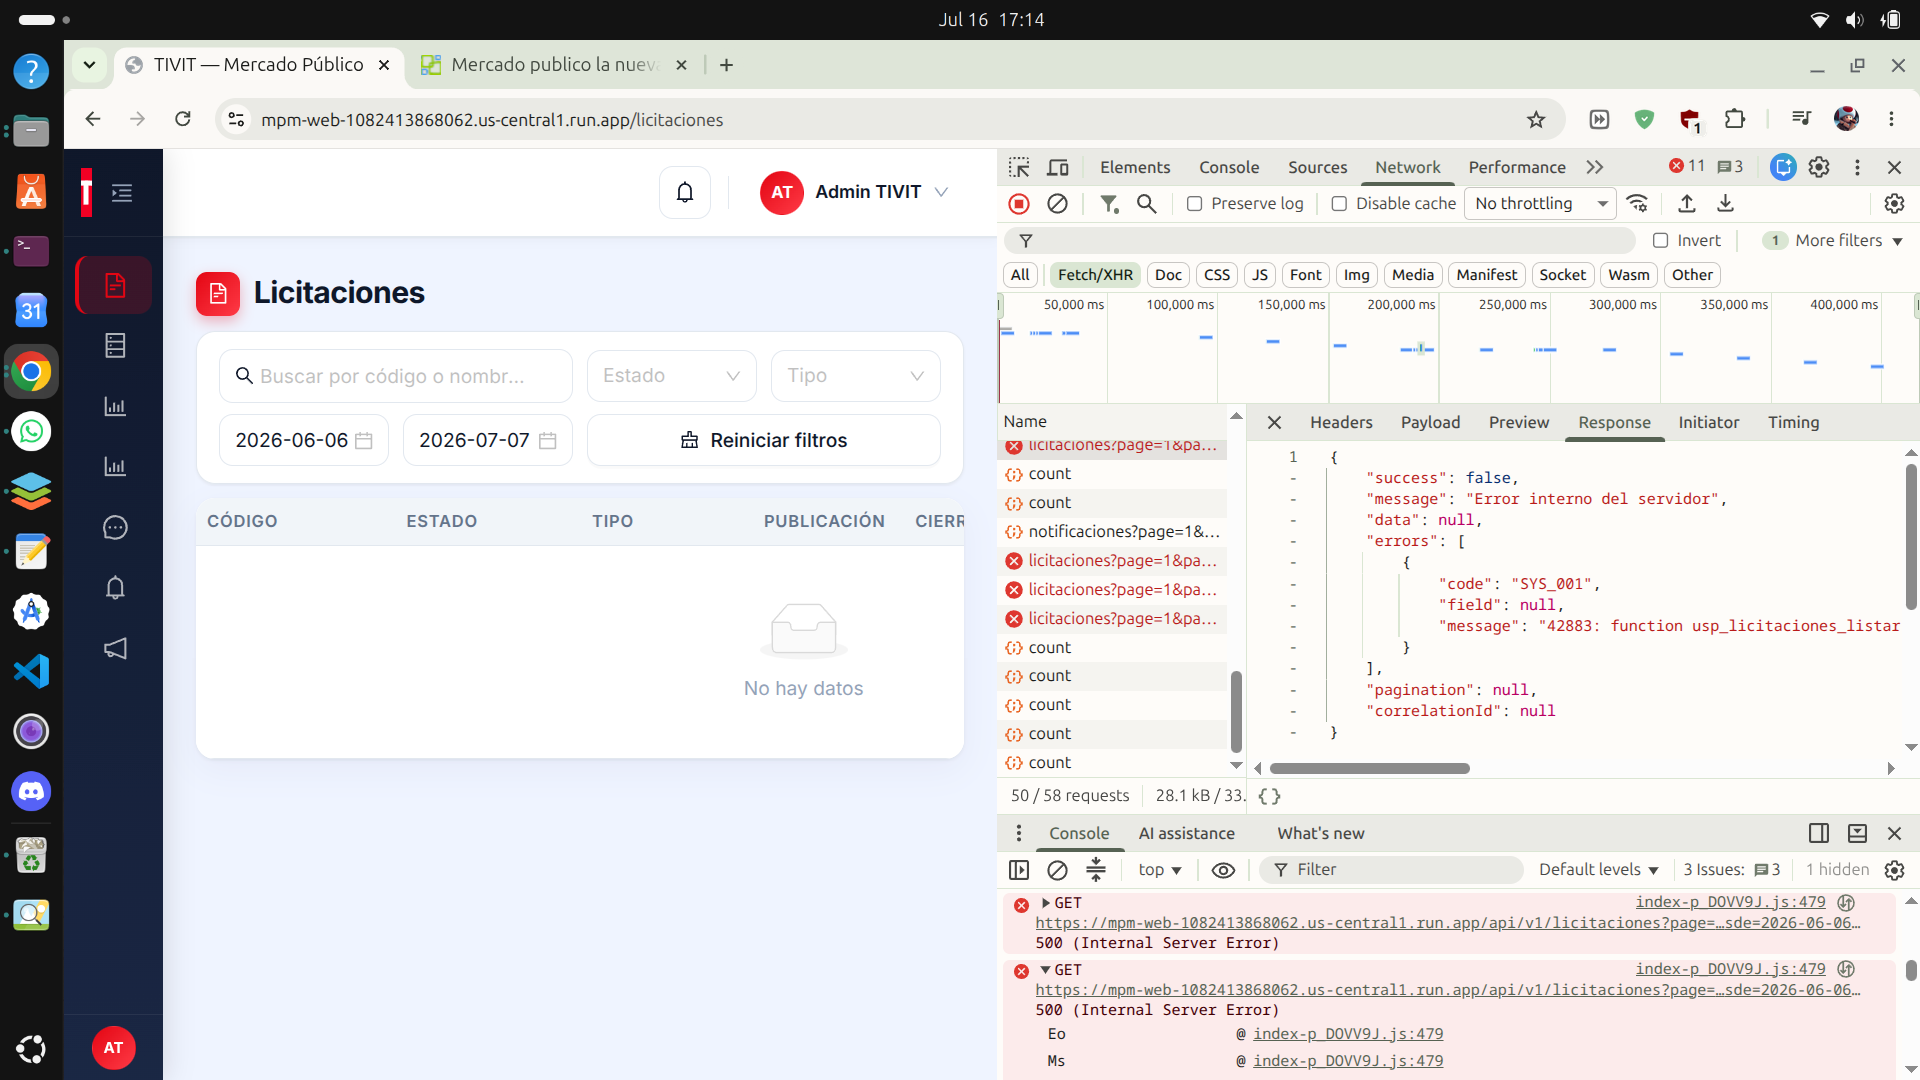 Jul 16 17:14
TIVIT — Mercado Público
Mercado publico la nueva
mpm-web-1082413868062.us-central1.run.app/licitaciones
1
T
AT
Admin TIVIT
Licitaciones
Buscar por código o nombr...
Estado
Tipo
2026-06-06
2026-07-07
Reiniciar filtros
CÓDIGO
ESTADO
TIPO
PUBLICACIÓN
CIERR
No hay datos
AT
31
Elements
Console
Sources
Network
Performance
11
3
Preserve log
Disable cache
No throttling
Invert
1
More filters
All
Fetch/XHR
Doc
CSS
JS
Font
Img
Media
Manifest
Socket
Wasm
Other
50,000 ms
100,000 ms
150,000 ms
200,000 ms
250,000 ms
300,000 ms
350,000 ms
400,000 ms
Name
licitaciones?page=1&pa...
count
count
notificaciones?page=1&...
licitaciones?page=1&pa...
licitaciones?page=1&pa...
licitaciones?page=1&pa...
count
count
count
count
count
50 / 58 requests
28.1 kB / 33.
Headers
Payload
Preview
Response
Initiator
Timing
1 {
- "success": false,
- "message": "Error interno del servidor",
- "data": null,
- "errors": [
- {
- "code": "SYS_001",
- "field": null,
- "message": "42883: function usp_licitaciones_listar
- }
- ],
- "pagination": null,
- "correlationId": null
- }
{ }
Console
AI assistance
What's new
top
Filter
Default levels
3 Issues: 3
1 hidden
GET
index-p_DOVV9J.js:479
https://mpm-web-1082413868062.us-central1.run.app/api/v1/licitaciones?page=…sde=2026-06-06…
500 (Internal Server Error)
GET
index-p_DOVV9J.js:479
https://mpm-web-1082413868062.us-central1.run.app/api/v1/licitaciones?page=…sde=2026-06-06…
500 (Internal Server Error)
Eo @ index-p_DOVV9J.js:479
Ms @ index-p_DOVV9J.js:479